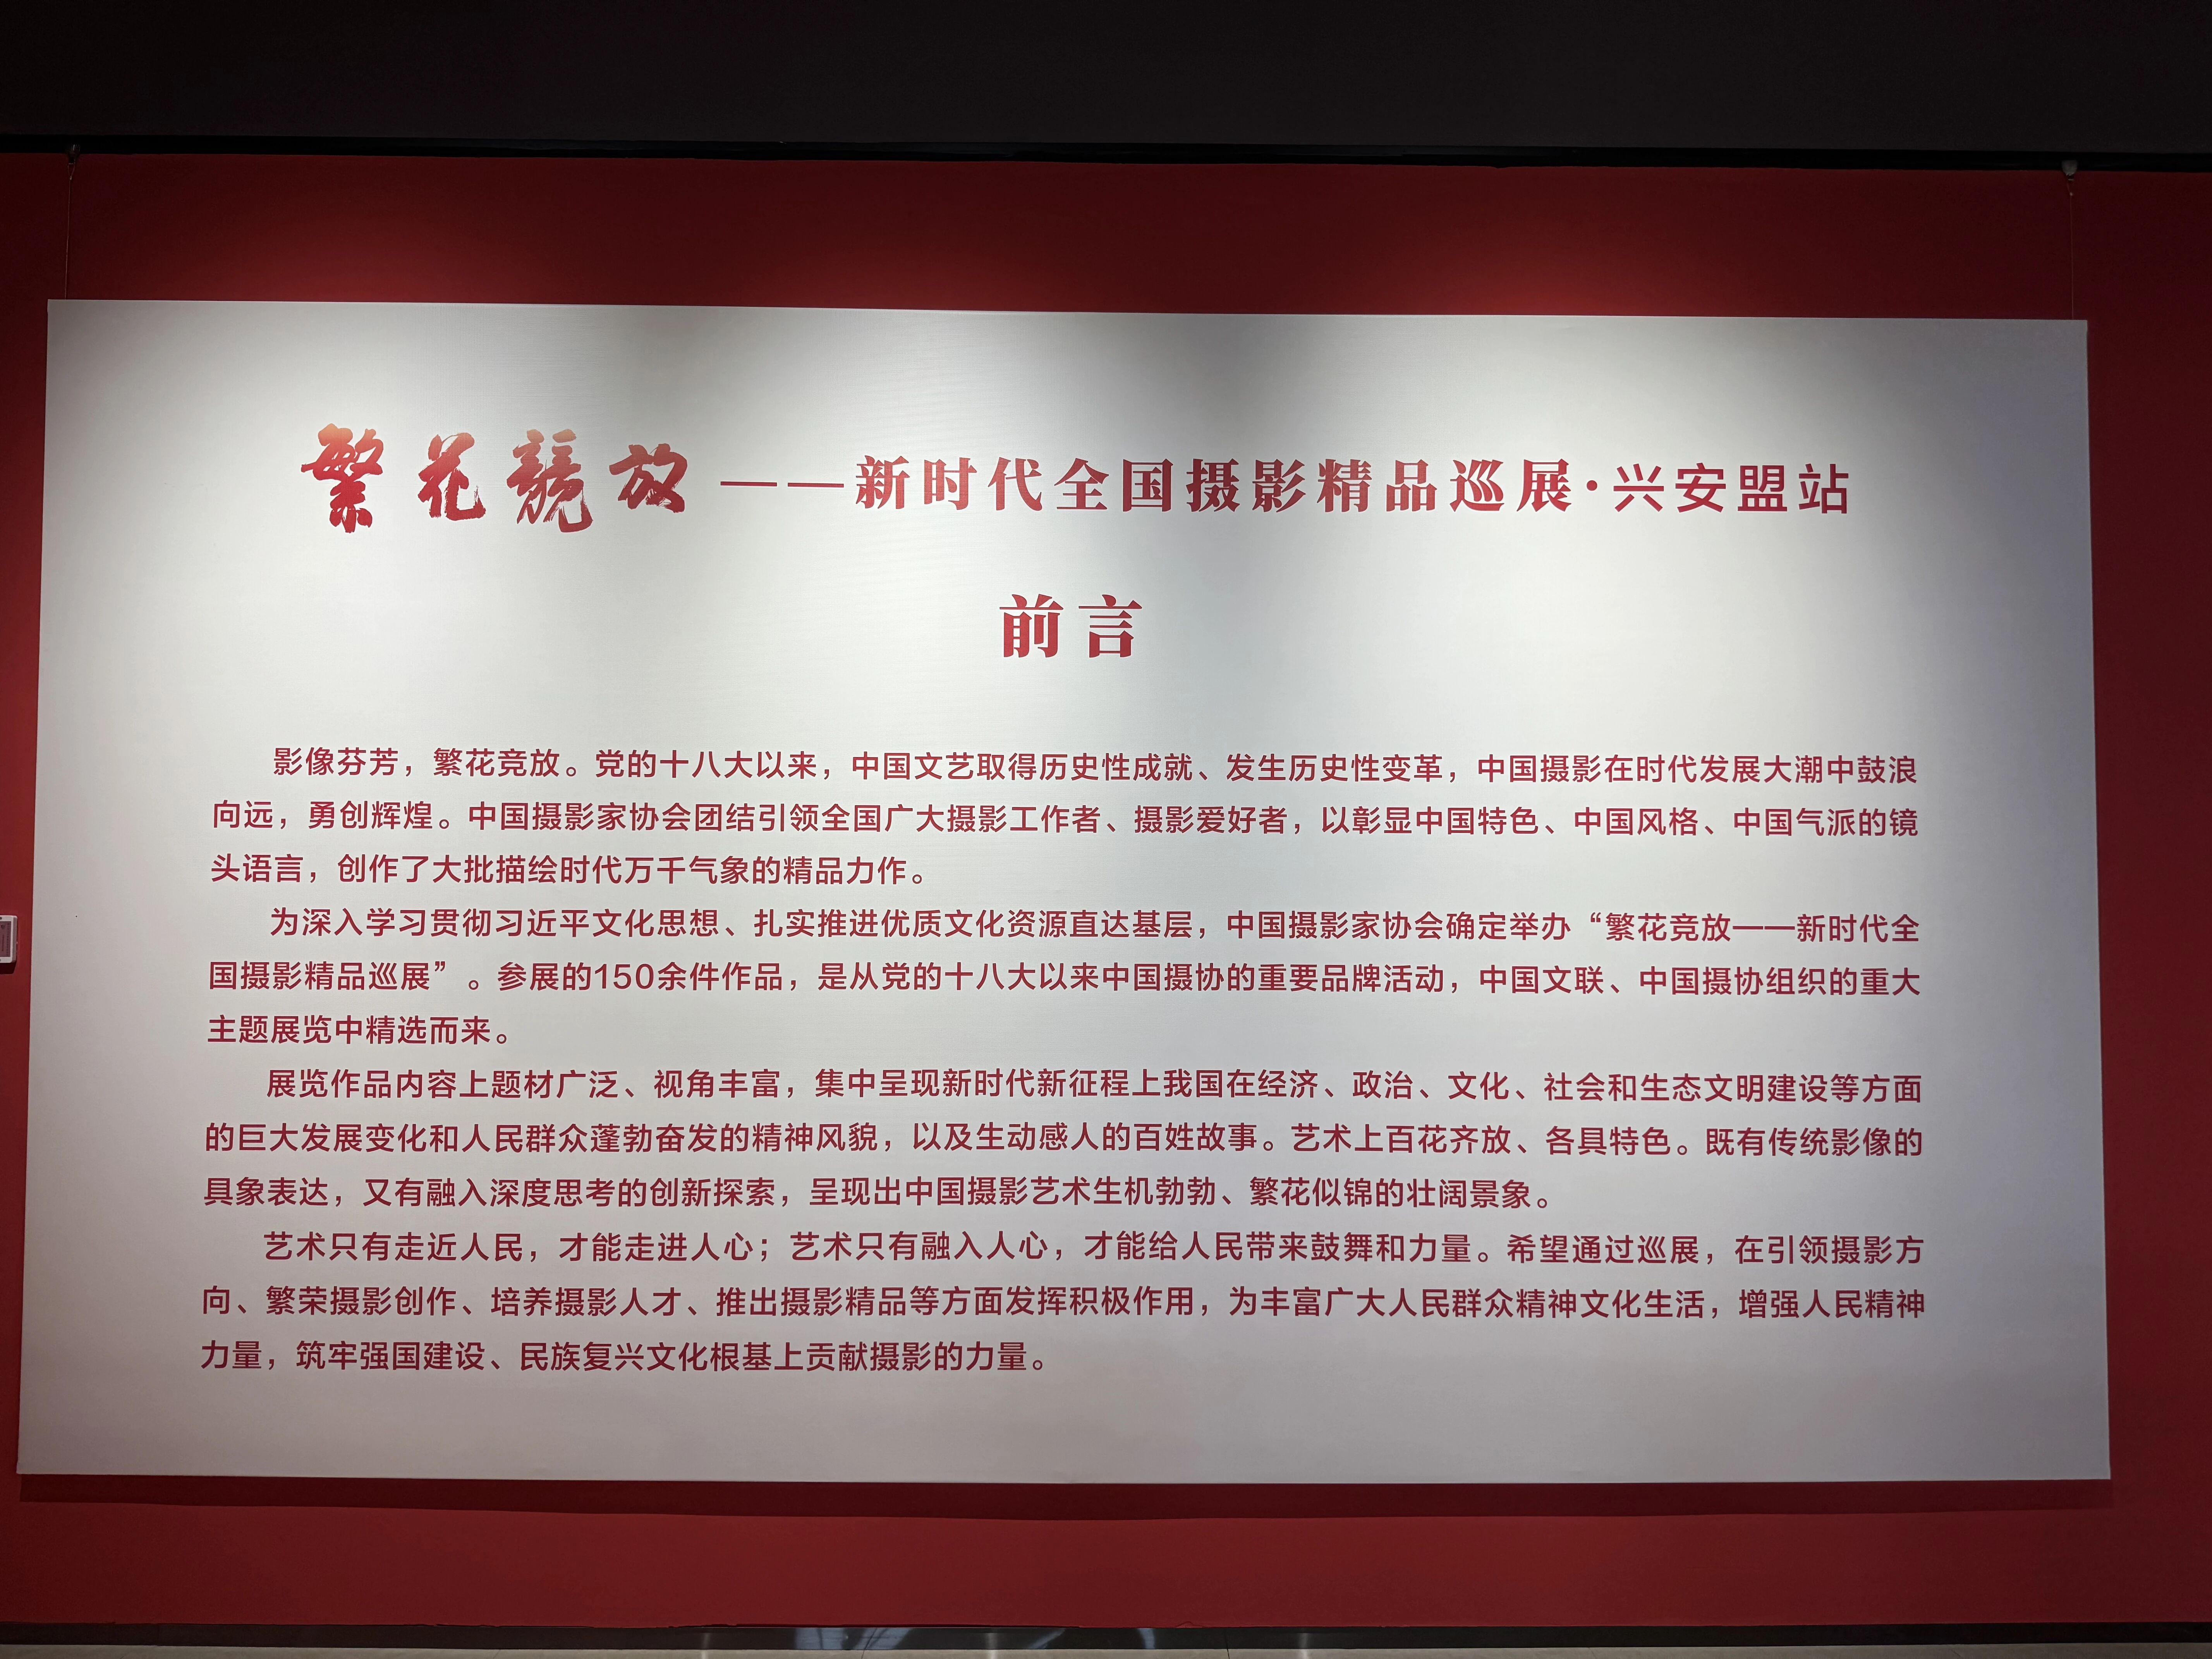 繁花競放——新时代全国摄影精品巡展·兴安盟站
前言
影像芬芳，繁花竞放。党的十八大以来，中国文艺取得历史性成就、发生历史性变革，中国摄影在时代发展大潮中鼓浪
向远，勇创辉煌。中国摄影家协会团结引领全国广大摄影工作者、摄影爱好者，以彰显中国特色、中国风格、中国气派的镜
头语言，创作了大批描绘时代万千气象的精品力作。
为深入学习贯彻习近平文化思想、扎实推进优质文化资源直达基层，中国摄影家协会确定举办“繁花竞放——新时代全
国摄影精品巡展”。参展的150余件作品，是从党的十八大以来中国摄协的重要品牌活动，中国文联、中国摄协组织的重大
主题展览中精选而来。
展览作品内容上题材广泛、视角丰富，集中呈现新时代新征程上我国在经济、政治、文化、社会和生态文明建设等方面
的巨大发展变化和人民群众蓬勃奋发的精神风貌，以及生动感人的百姓故事。艺术上百花齐放、各具特色。既有传统影像的
具象表达，又有融入深度思考的创新探索，呈现出中国摄影艺术生机勃勃、繁花似锦的壮阔景象。
艺术只有走近人民，才能走进人心；艺术只有融入人心，才能给人民带来鼓舞和力量。希望通过巡展，在引领摄影方
向、繁荣摄影创作、培养摄影人才、推出摄影精品等方面发挥积极作用，为丰富广大人民群众精神文化生活，增强人民精神
力量，筑牢强国建设、民族复兴文化根基上贡献摄影的力量。